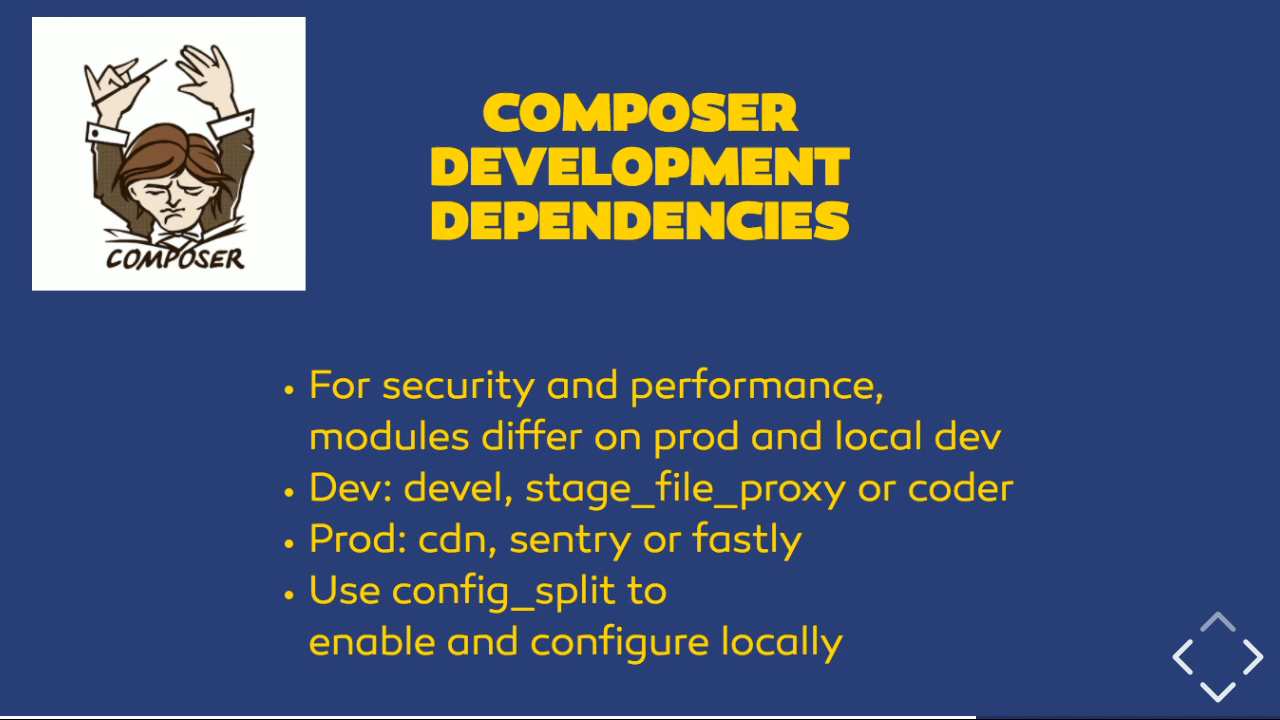 COMPOSER
COMPOSER
DEVELOPMENT
DEPENDENCIES
• For security and performance,
modules differ on prod and local dev
• Dev: devel, stage_file_proxy or coder
• Prod: cdn, sentry or fastly
• Use config_split to
enable and configure locally